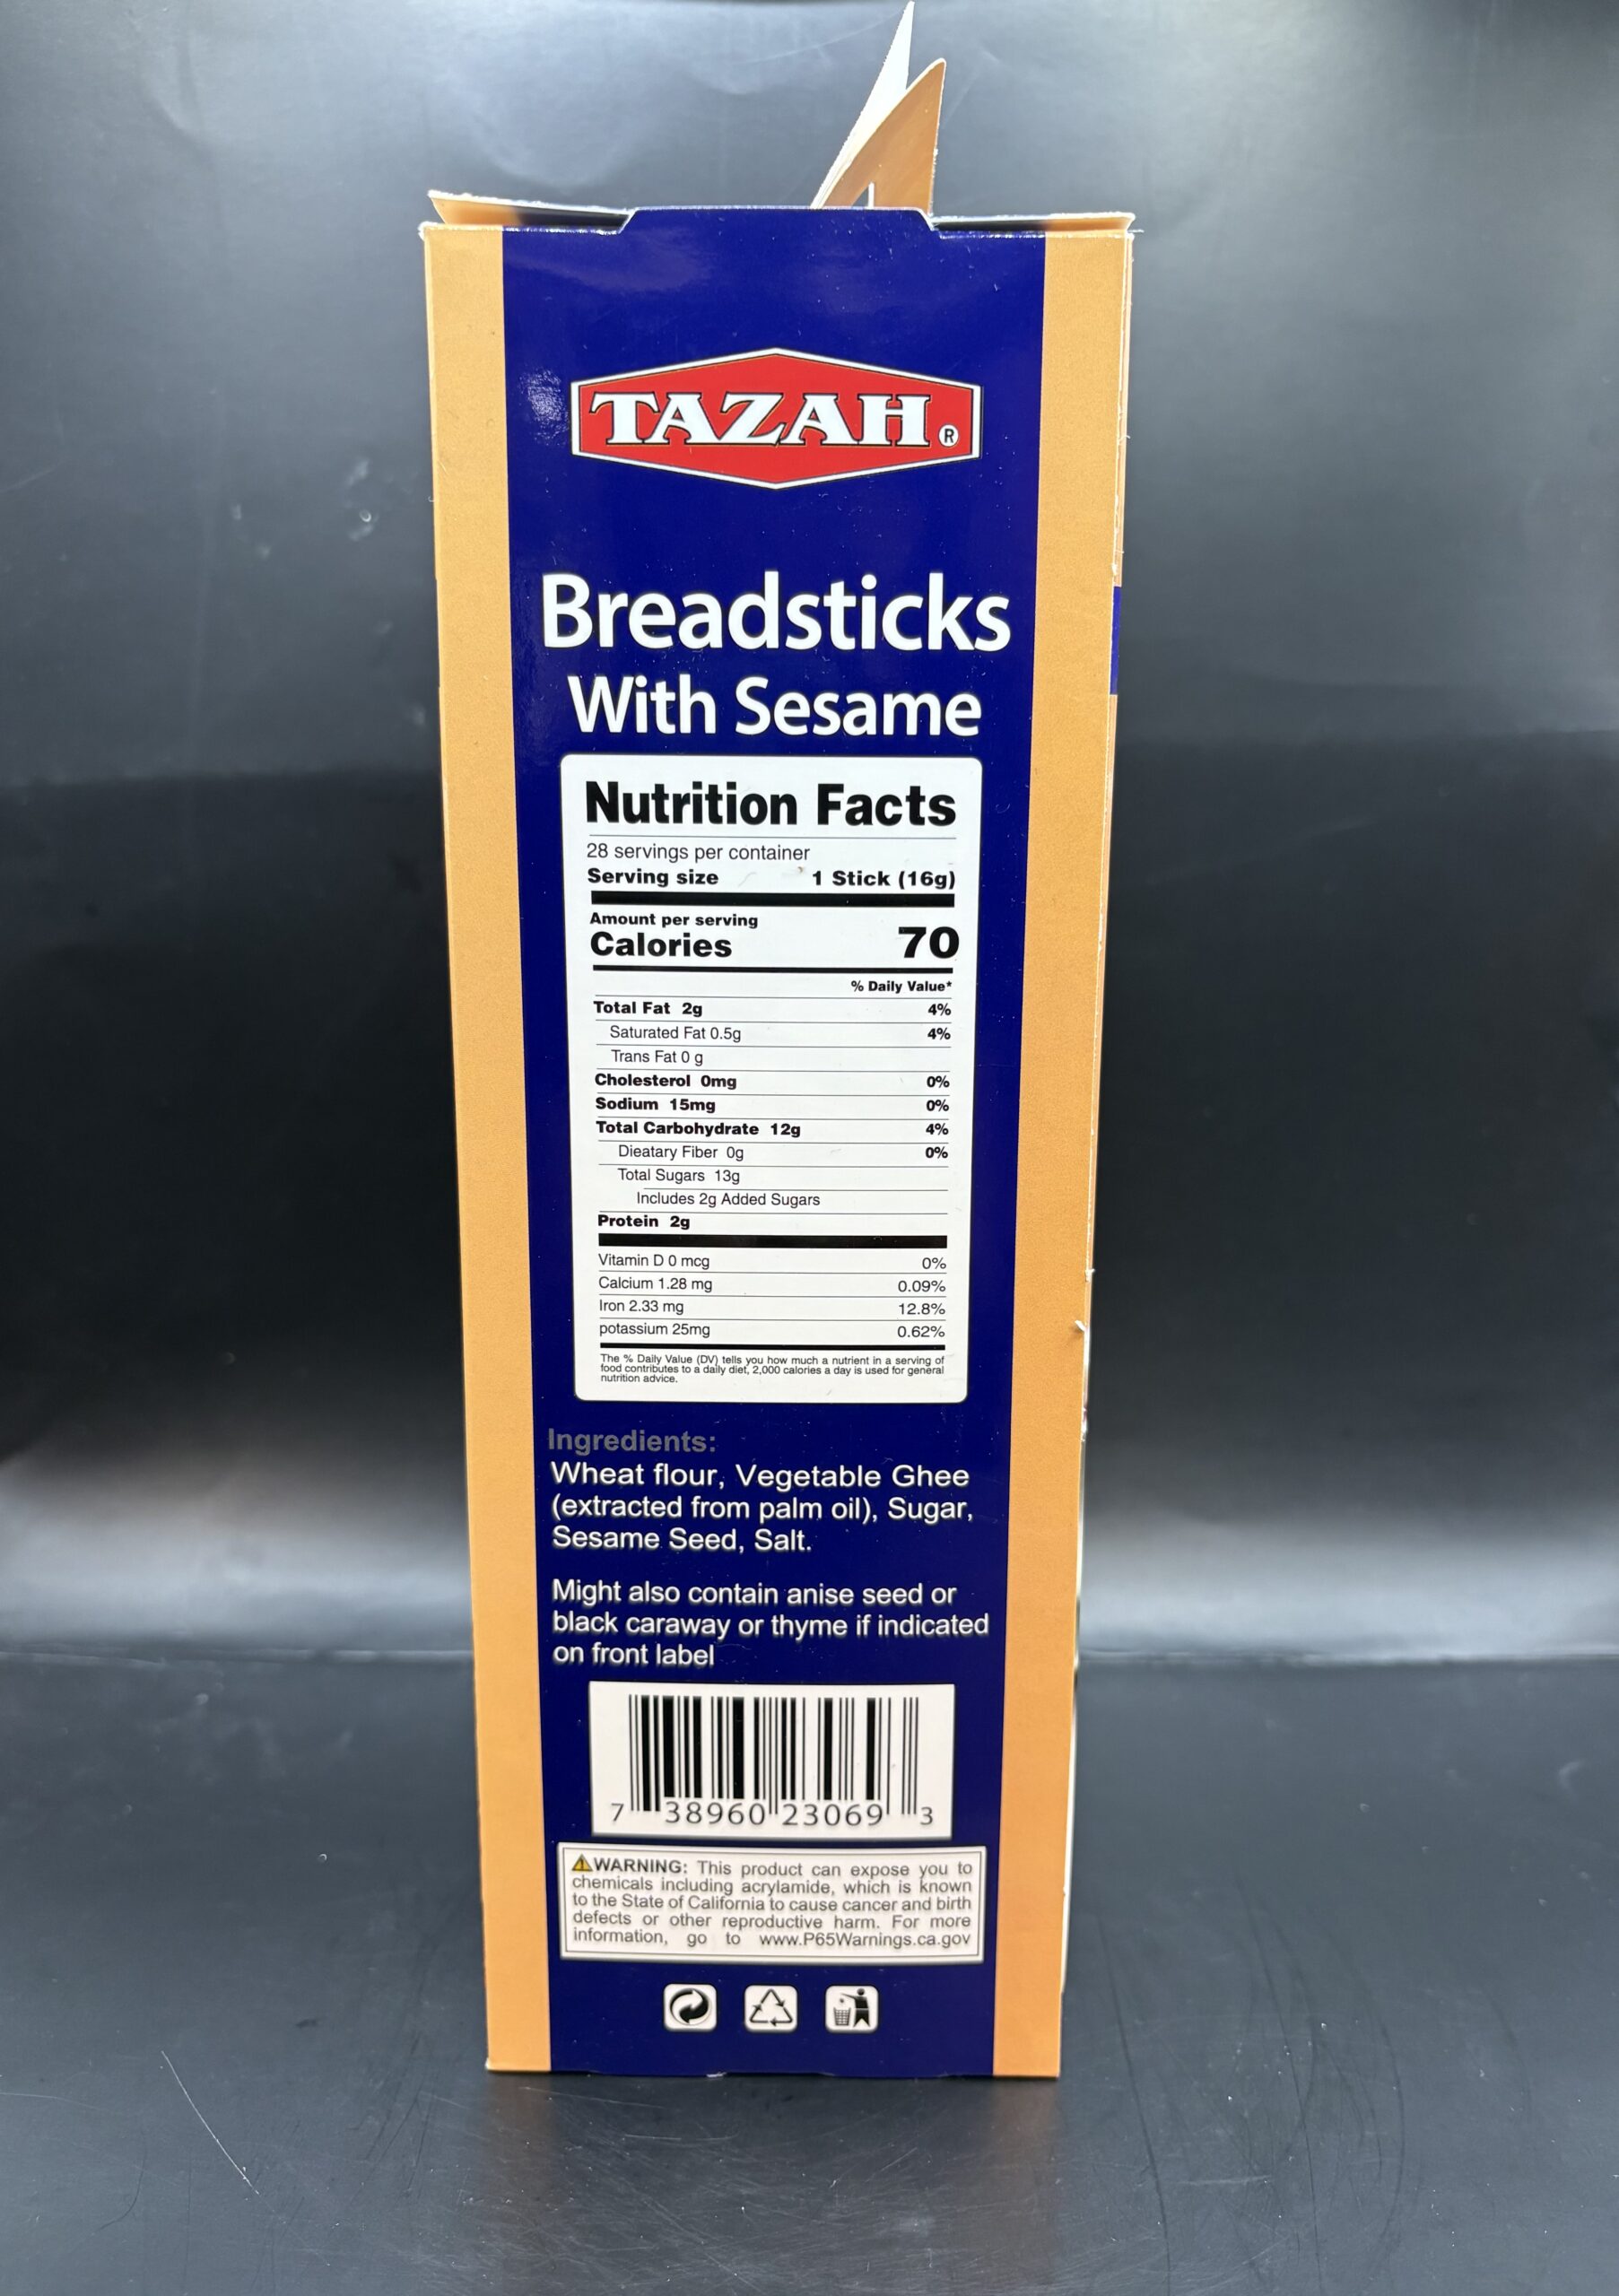 TAZAH®
Breadsticks
With Sesame
Nutrition Facts
28 servings per container
Serving size 1 Stick (16g)
Amount per serving
Calories 70
% Daily Value*
Total Fat 2g 4%
Saturated Fat 0.5g 4%
Trans Fat 0 g
Cholesterol 0mg 0%
Sodium 15mg 0%
Total Carbohydrate 12g 4%
Dieatary Fiber 0g 0%
Total Sugars 13g
Includes 2g Added Sugars
Protein 2g
Vitamin D 0 mcg 0%
Calcium 1.28 mg 0.09%
Iron 2.33 mg 12.8%
potassium 25mg 0.62%
The % Daily Value (DV) tells you how much a nutrient in a serving of
food contributes to a daily diet, 2,000 calories a day is used for general
nutrition advice.
Ingredients:
Wheat flour, Vegetable Ghee
(extracted from palm oil), Sugar,
Sesame Seed, Salt.
Might also contain anise seed or
black caraway or thyme if indicated
on front label
7 38960 23069 3
WARNING: This product can expose you to
chemicals including acrylamide, which is known
to the State of California to cause cancer and birth
defects or other reproductive harm. For more
information, go to www.P65Warnings.ca.gov